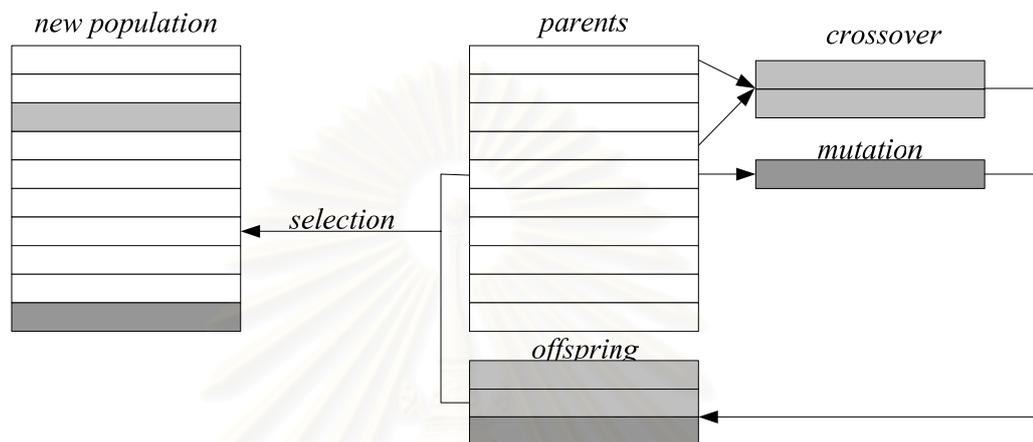 new population
parents
crossover
mutation
selection
offspring